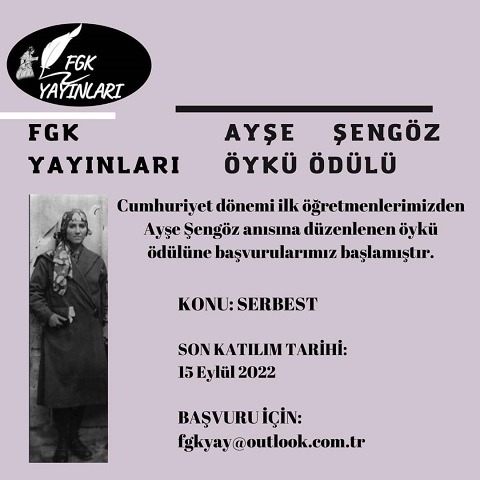 FGK
YAYINLARI
FGK
YAYINLARI
AYŞE ŞENGÖZ
ÖYKÜ ÖDÜLÜ
Cumhuriyet dönemi ilk öğretmenlerimizden
Ayşe Şengöz anısına düzenlenen öykü
ödülüne başvurularımız başlamıştır.
KONU: SERBEST
SON KATILIM TARİHİ:
15 Eylül 2022
BAŞVURU İÇİN:
fgkyay@outlook.com.tr